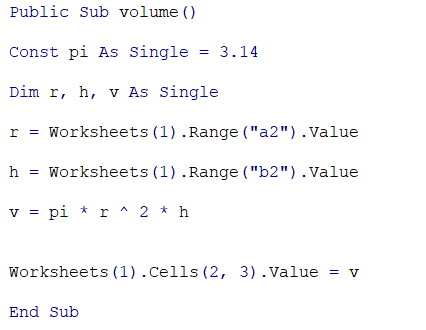 Public Sub volume()
Const pi As Single = 3.14
Dim r, h, v As Single
r = Worksheets(1).Range("a2").Value
h = Worksheets(1).Range("b2").Value
v = pi * r ^ 2 * h
Worksheets(1).Cells(2, 3).Value = v
End Sub